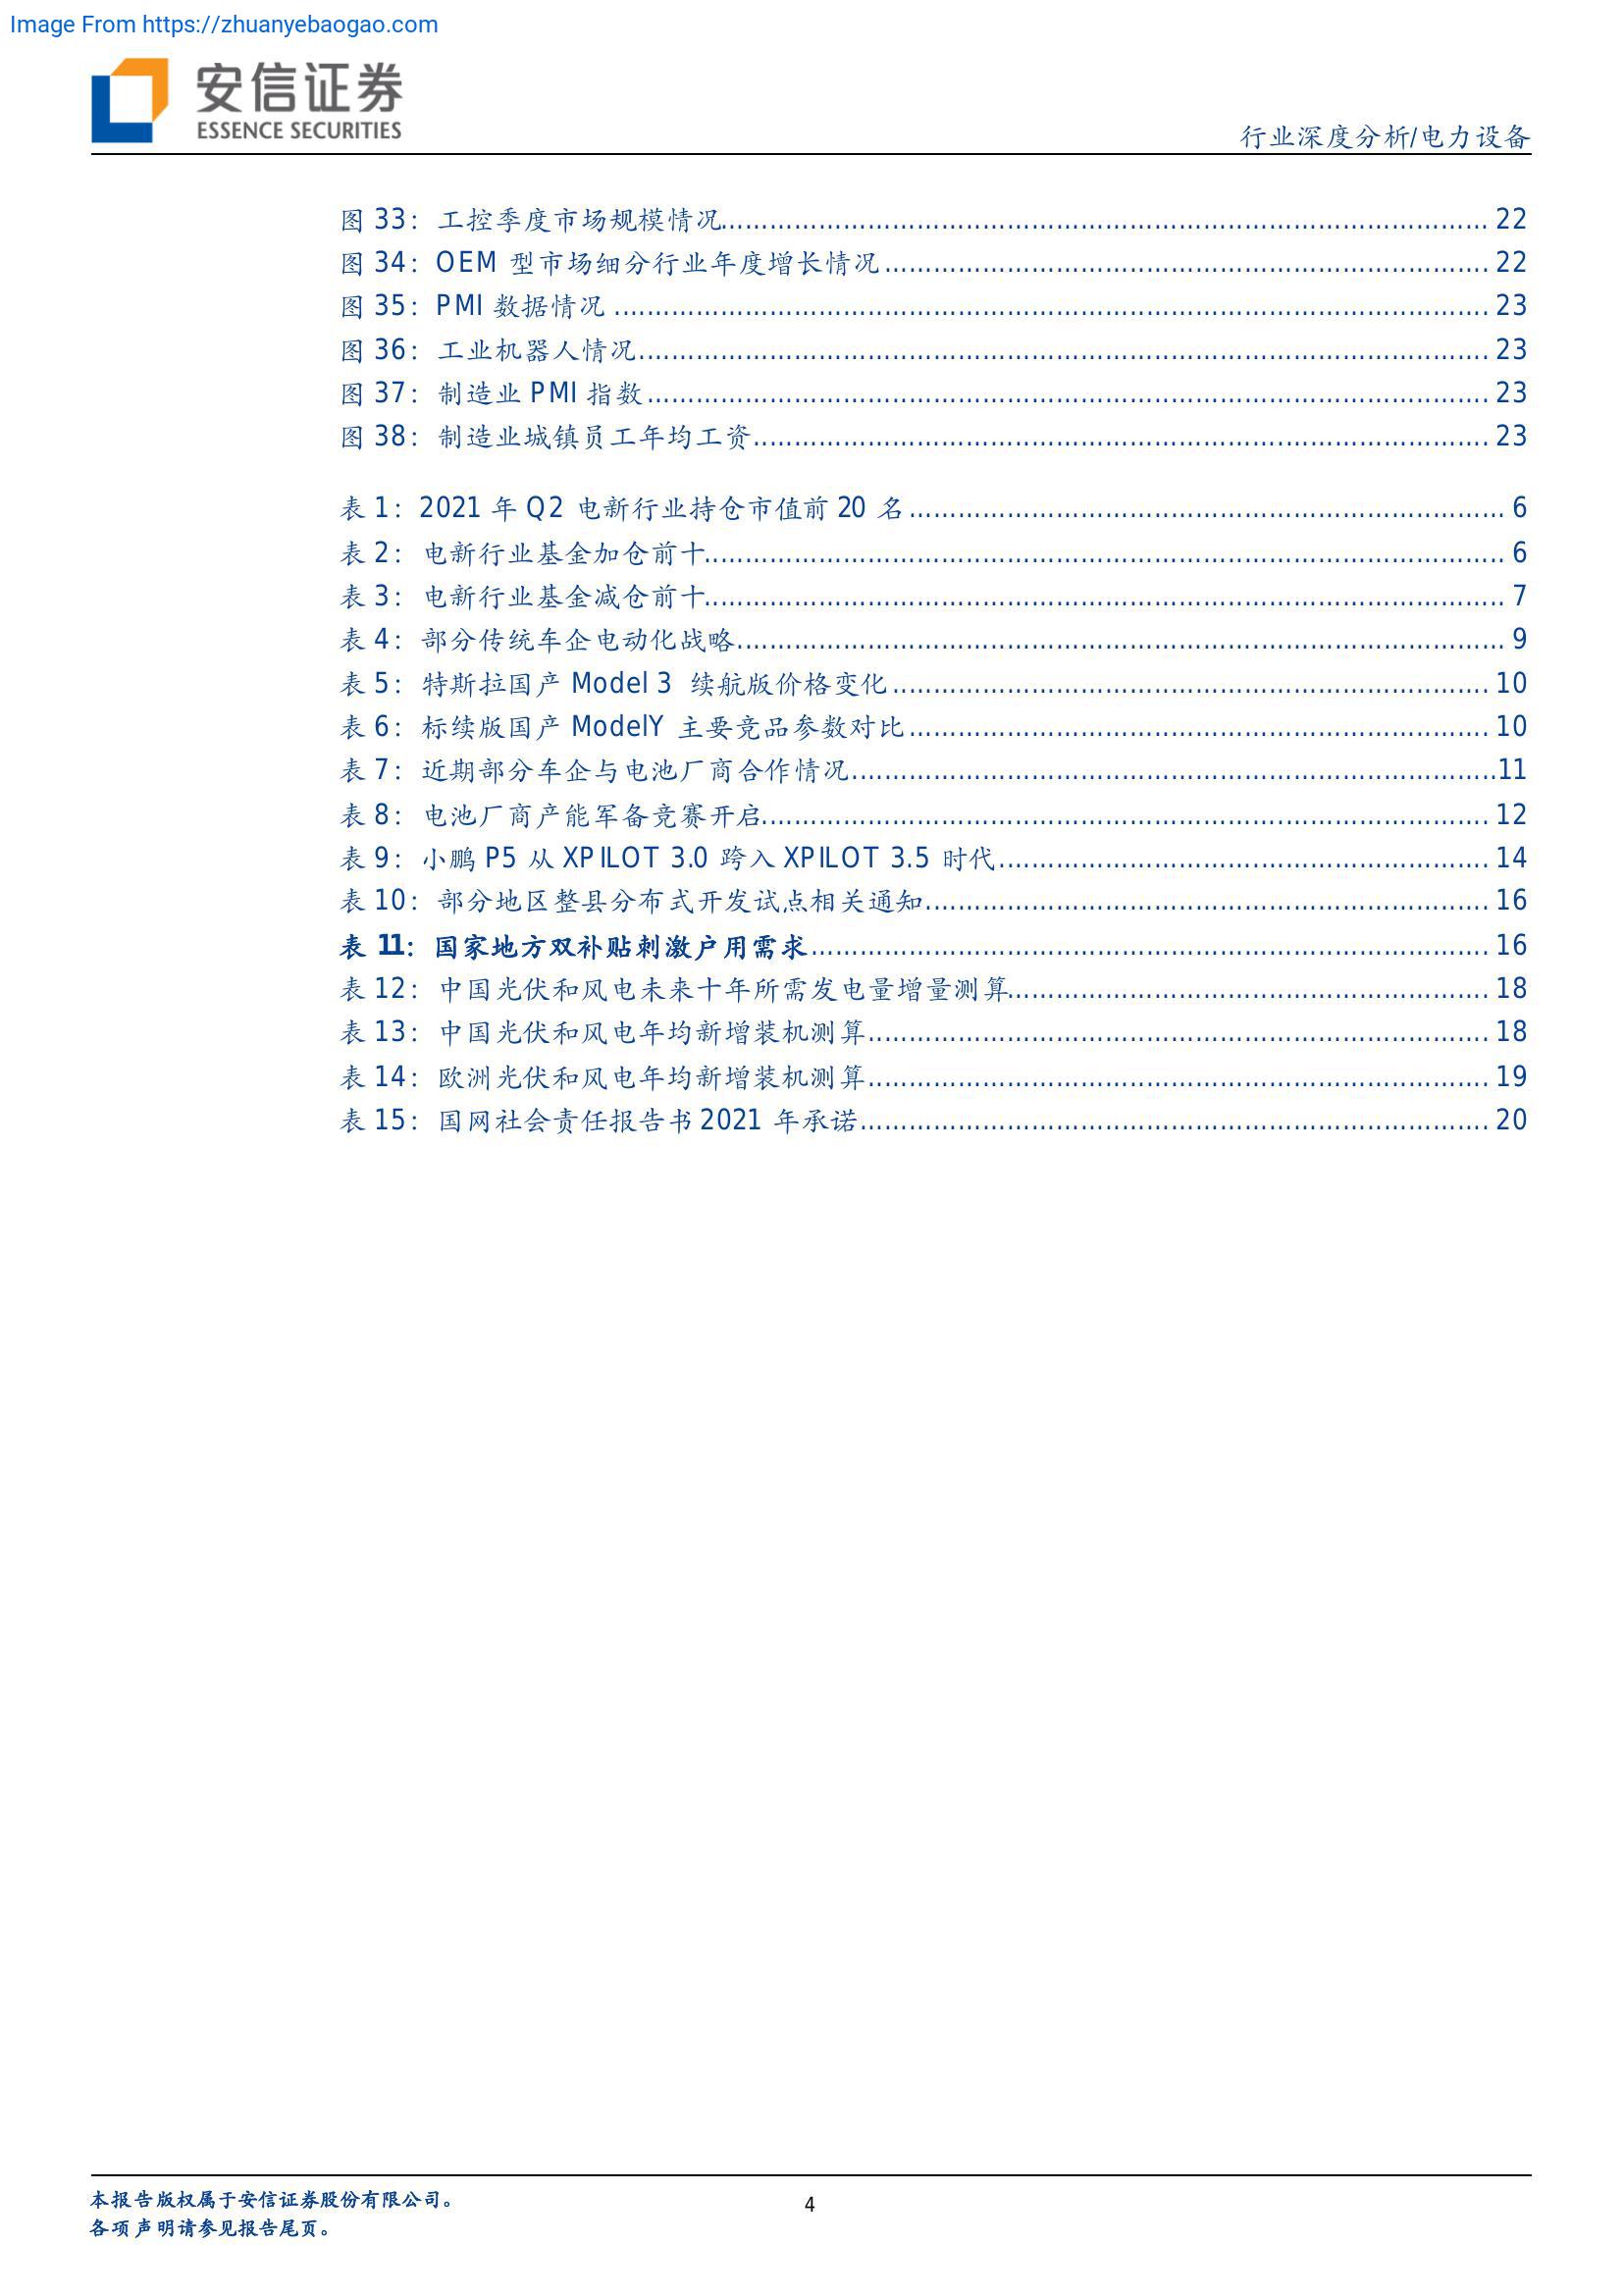 Image From https://zhuanyebaogao.com
安信证券
ESSENCE SECURITIES
行业深度分析/电力设备
图 33：工控季度市场规模情况 22
图 34：OEM 型市场细分行业年度增长情况 22
图 35：PMI 数据情况 23
图 36：工业机器人情况 23
图 37：制造业 PMI 指数 23
图 38：制造业城镇员工年均工资 23
表 1：2021 年 Q2 电新行业持仓市值前 20 名 6
表 2：电新行业基金加仓前十 6
表 3：电新行业基金减仓前十 7
表 4：部分传统车企电动化战略 9
表 5：特斯拉国产 Model 3 续航版价格变化 10
表 6：标续版国产 ModelY 主要竞品参数对比 10
表 7：近期部分车企与电池厂商合作情况 11
表 8：电池厂商产能军备竞赛开启 12
表 9：小鹏 P5 从 XPILOT 3.0 跨入 XPILOT 3.5 时代 14
表 10：部分地区整县分布式开发试点相关通知 16
表 11：国家地方双补贴刺激户用需求 16
表 12：中国光伏和风电未来十年所需发电量增量测算 18
表 13：中国光伏和风电年均新增装机测算 18
表 14：欧洲光伏和风电年均新增装机测算 19
表 15：国网社会责任报告书 2021 年承诺 20
本报告版权属于安信证券股份有限公司。
各项声明请参见报告尾页。
4